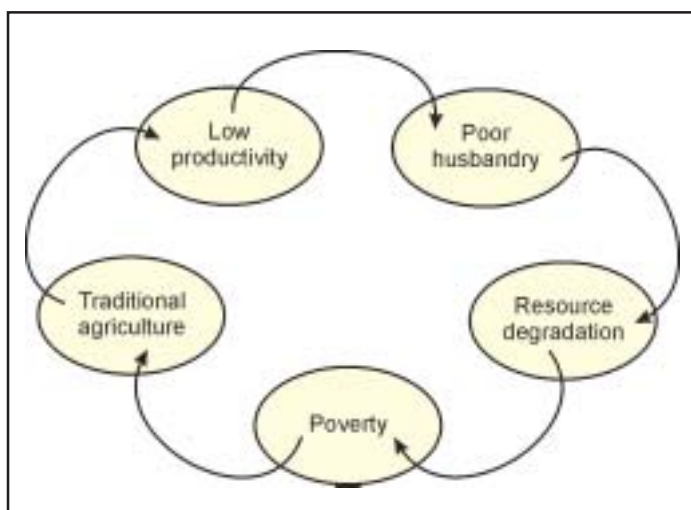 Low
productivity
Poor
husbandry
Traditional
agriculture
Resource
degradation
Poverty